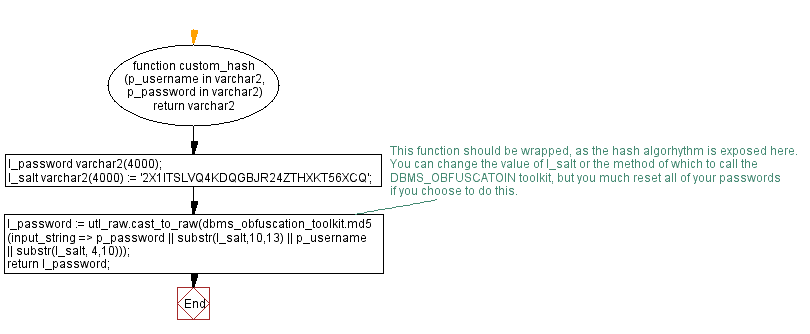 function custom_hash
(p_username in varchar2,
p_password in varchar2)
return varchar2
l_password varchar2(4000);
l_salt varchar2(4000) := '2X1ITSLVQ4KDQGBJR24ZTHXKT56XCQ';
This function should be wrapped, as the hash algorhythm is exposed here.
You can change the value of l_salt or the method of which to call the
DBMS_OBFUSCATOIN toolkit, but you much reset all of your passwords
if you choose to do this.
l_password := utl_raw.cast_to_raw(dbms_obfuscation_toolkit.md5
(input_string => p_password || substr(l_salt,10,13) || p_username
|| substr(l_salt, 4,10)));
return l_password;
End